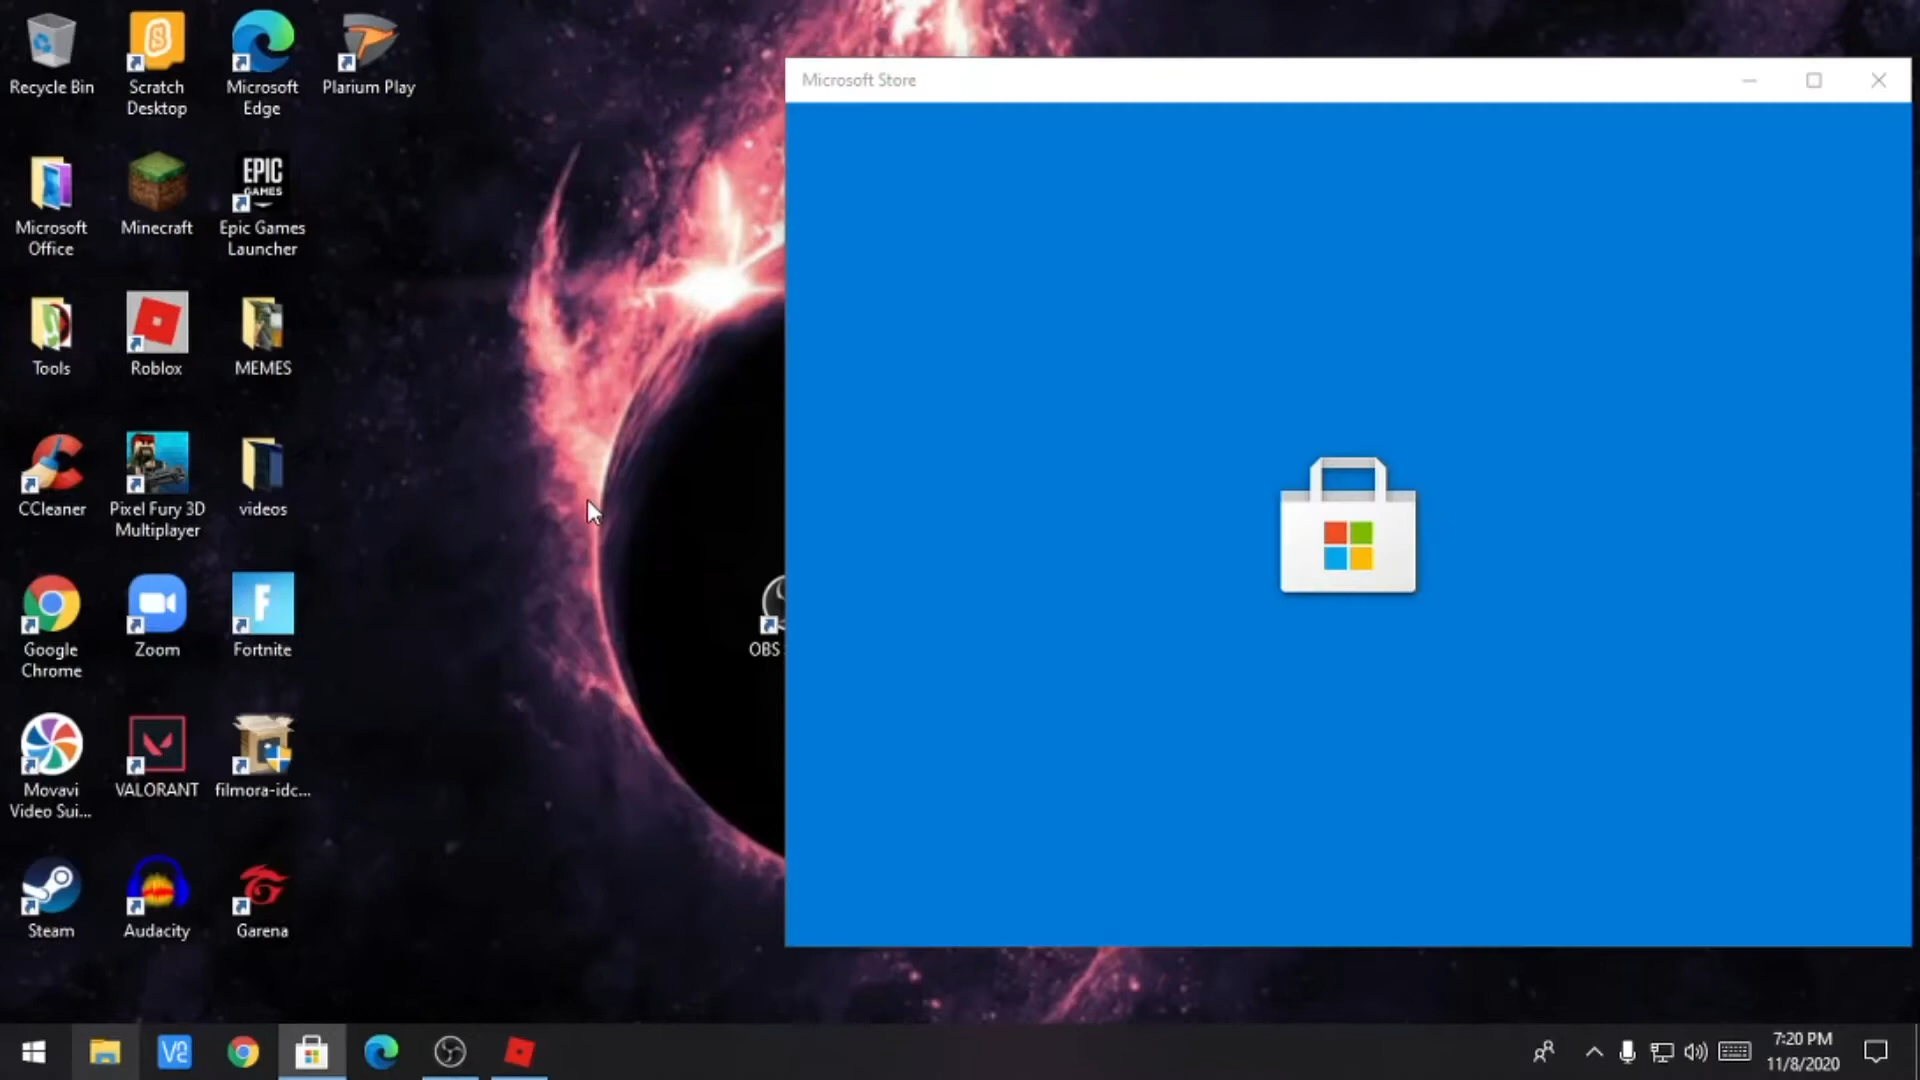 Recycle Bin
Scratch
Desktop
Microsoft
Edge
Plarium Play
Microsoft Store
Microsoft
Office
Minecraft
EPIC
GAMES
Epic Games
Launcher
Tools
Roblox
MEMES
CCleaner
Pixel Fury 3D
Multiplayer
videos
Google
Chrome
Zoom
F
Fortnite
OBS
Movavi
Video Sui...
VALORANT
filmora-idc...
Steam
Audacity
Garena
V2
7:20 PM
11/8/2020